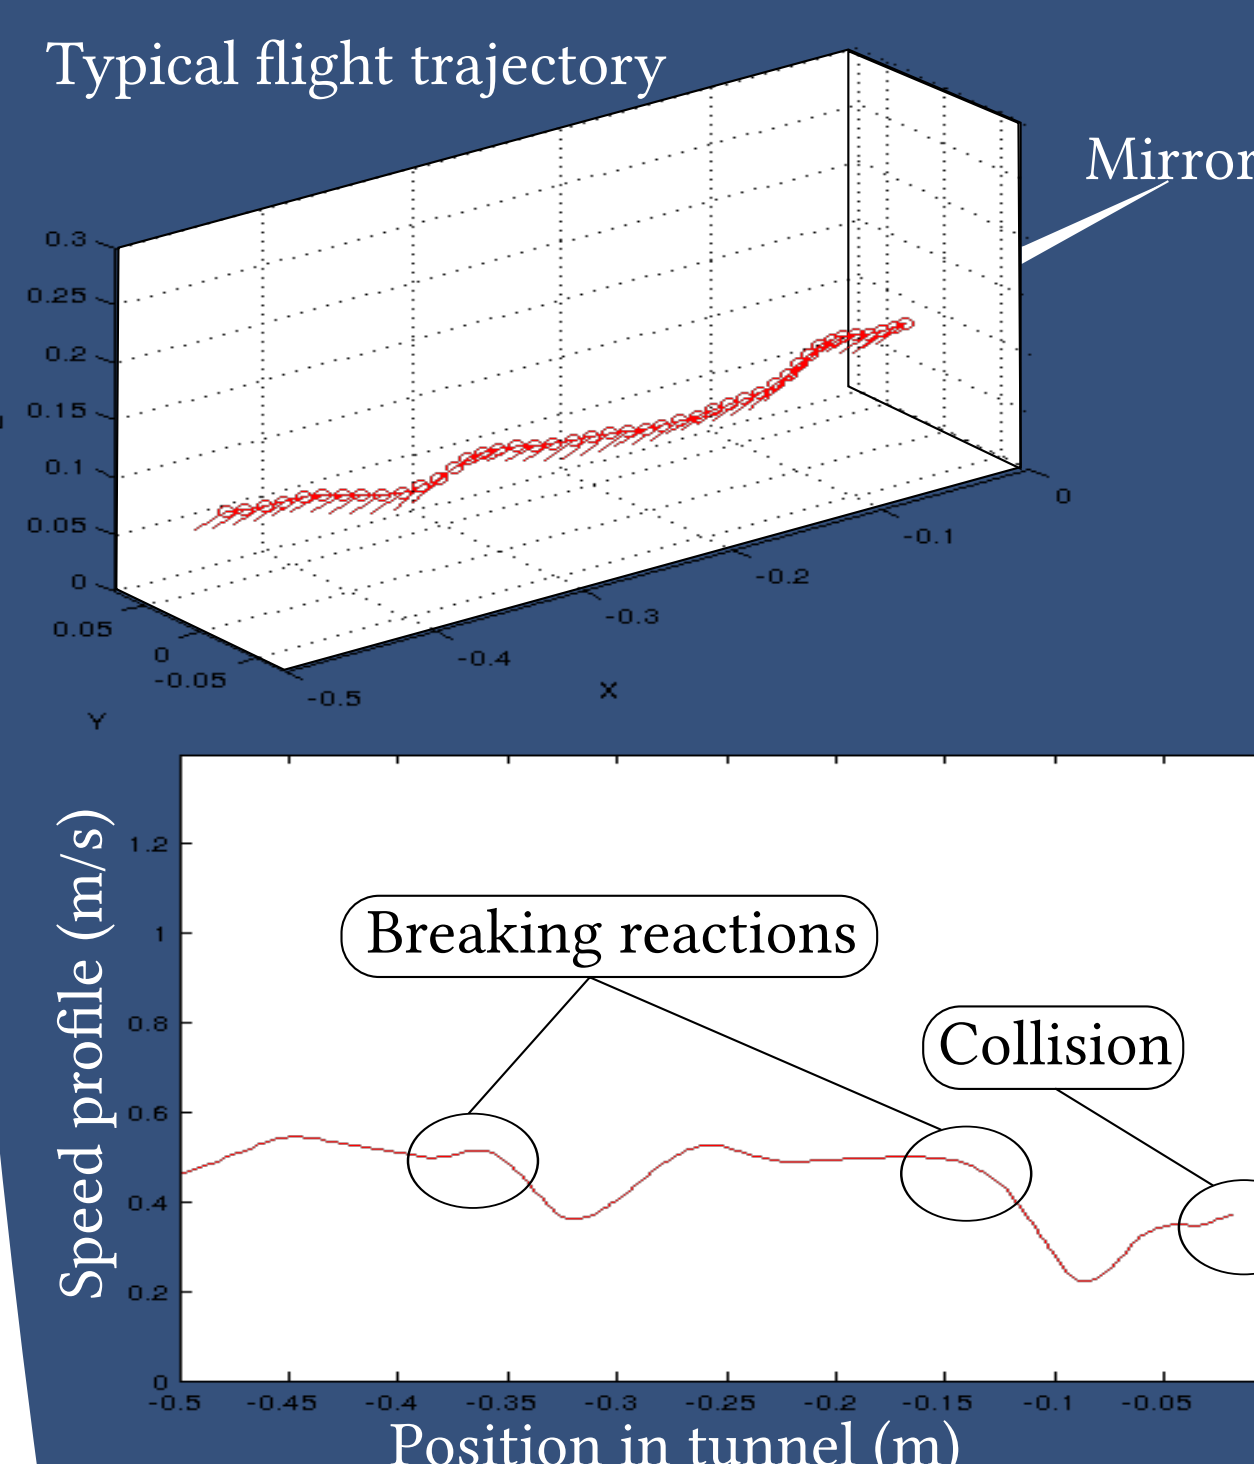 Typical flight trajectory
Mirror
0.3
0.25
0.2
0.15
0.1
0.05
0
0.05
0
-0.05
Y
-0.5
-0.4
-0.3
-0.2
-0.1
0
X
Speed profile (m/s)
1.2
1
0.8
0.6
0.4
0.2
0
Breaking reactions
Collision
-0.5 -0.45 -0.4 -0.35 -0.3 -0.25 -0.2 -0.15 -0.1 -0.05
Position in tunnel (m)